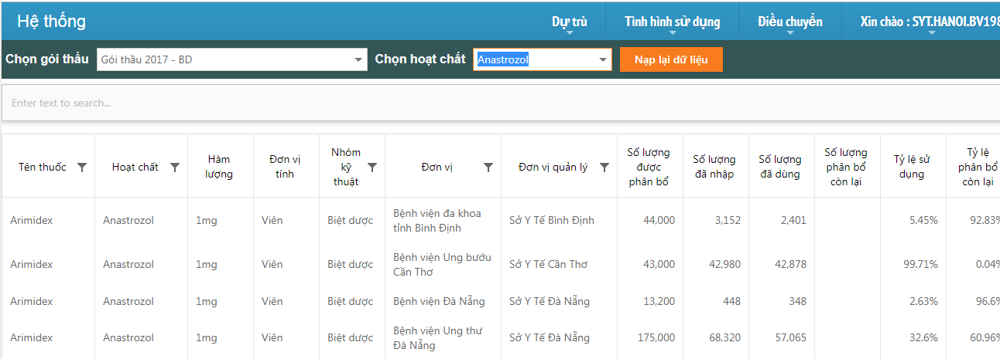 Hệ thống Dự trù Tình hình sử dụng Điều chuyển Xin chào : SYT.HANOI.BV198
Chọn gói thầu Gói thầu 2017 - BD Chọn hoạt chất Anastrozol Nạp lại dữ liệu
Enter text to search...
Tên thuốc
Hoạt chất
Hàm
lượng
Đơn vị
tính
Nhóm
kỹ
thuật
Đơn vị
Đơn vị quản lý
Số lượng
được
phân bổ
Số lượng
đã nhập
Số lượng
đã dùng
Số lượng
phân bổ
còn lại
Tỷ lệ sử
dụng
Tỷ lệ
phân bổ
còn lại
Arimidex Anastrozol 1mg Viên Biệt dược Bệnh viện đa khoa
tỉnh Bình Định Sở Y Tế Bình Định 44,000 3,152 2,401 5.45% 92.83%
Arimidex Anastrozol 1mg Viên Biệt dược Bệnh viện Ung bướu
Cần Thơ Sở Y Tế Cần Thơ 43,000 42,980 42,878 99.71% 0.04%
Arimidex Anastrozol 1mg Viên Biệt dược Bệnh viện Đà Nẵng Sở Y Tế Đà Nẵng 13,200 448 348 2.63% 96.6%
Arimidex Anastrozol 1mg Viên Biệt dược Bệnh viện Ung thư
Đà Nẵng Sở Y Tế Đà Nẵng 175,000 68,320 57,065 32.6% 60.96%